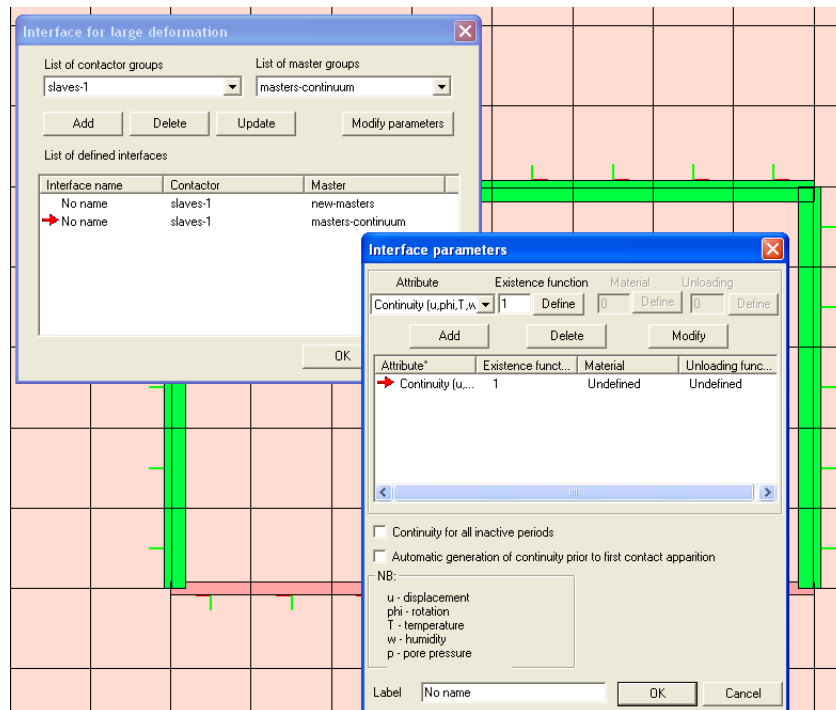 Interface for large deformation
List of contactor groups
List of master groups
slaves-1
masters-continuum
Add
Delete
Update
Modify parameters
List of defined interfaces
Interface name
Contactor
Master
No name
slaves-1
new-masters
No name
slaves-1
masters-continuum
OK
Interface parameters
Attribute
Existence function
Material
Unloading
Continuity (u,phi,T,w
1
Define
0
Define
0
Define
Add
Delete
Modify
Attribute*
Existence funct...
Material
Unloading func...
Continuity (u,...
1
Undefined
Undefined
Continuity for all inactive periods
Automatic generation of continuity prior to first contact apparition
NB:
u - displacement
phi - rotation
T - temperature
w - humidity
p - pore pressure
Label
No name
OK
Cancel